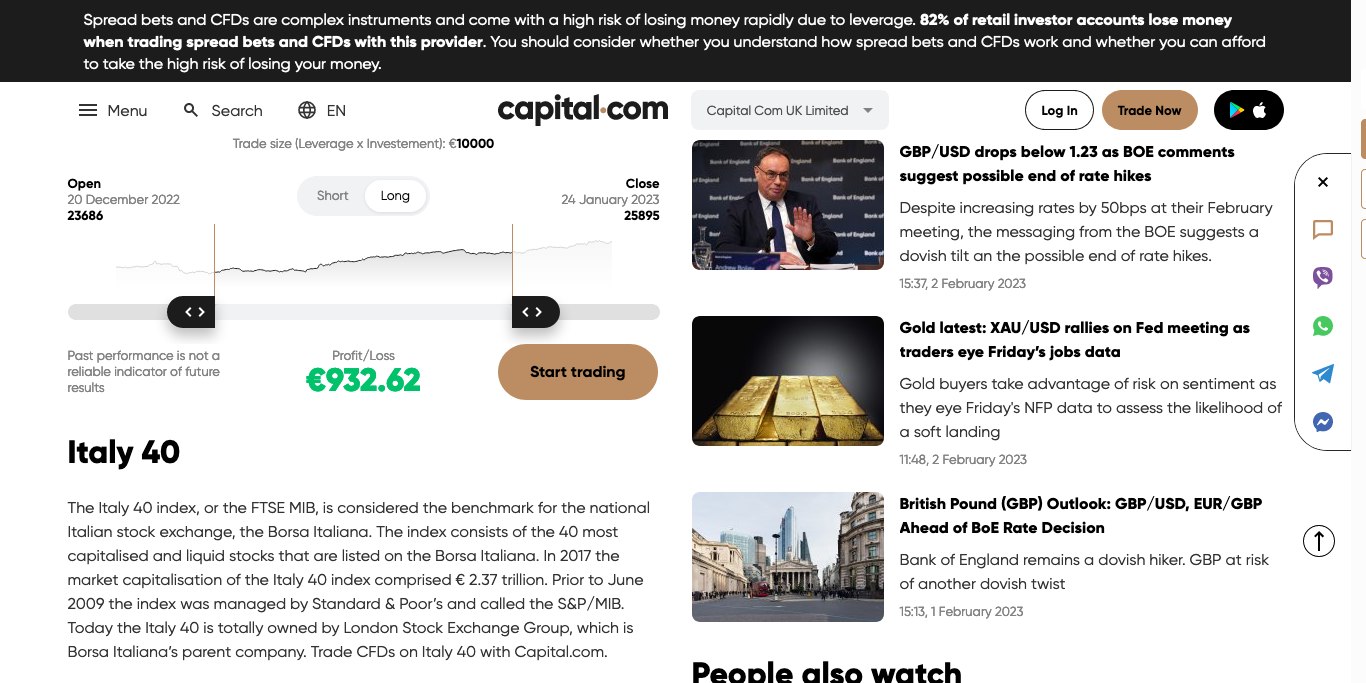 Spread bets and CFDs are complex instruments and come with a high risk of losing money rapidly due to leverage. 82% of retail investor accounts lose money
when trading spread bets and CFDs with this provider. You should consider whether you understand how spread bets and CFDs work and whether you can afford
to take the high risk of losing your money.
Menu
Search
EN
capital.com
Capital Com UK Limited
Log In
Trade Now
Trade size (Leverage x Investement): €10000
Open
20 December 2022
23686
Short
Long
Close
24 January 2023
25895
Past performance is not a
reliable indicator of future
results
Profit/Loss
€932.62
Start trading
Italy 40
The Italy 40 index, or the FTSE MIB, is considered the benchmark for the national
Italian stock exchange, the Borsa Italiana. The index consists of the 40 most
capitalised and liquid stocks that are listed on the Borsa Italiana. In 2017 the
market capitalisation of the Italy 40 index comprised € 2.37 trillion. Prior to June
2009 the index was managed by Standard & Poor’s and called the S&P/MIB.
Today the Italy 40 is totally owned by London Stock Exchange Group, which is
Borsa Italiana’s parent company. Trade CFDs on Italy 40 with Capital.com.
GBP/USD drops below 1.23 as BOE comments
suggest possible end of rate hikes
Despite increasing rates by 50bps at their February
meeting, the messaging from the BOE suggests a
dovish tilt an the possible end of rate hikes.
15:37, 2 February 2023
Gold latest: XAU/USD rallies on Fed meeting as
traders eye Friday’s jobs data
Gold buyers take advantage of risk on sentiment as
they eye Friday's NFP data to assess the likelihood of
a soft landing
11:48, 2 February 2023
British Pound (GBP) Outlook: GBP/USD, EUR/GBP
Ahead of BoE Rate Decision
Bank of England remains a dovish hiker. GBP at risk
of another dovish twist
15:13, 1 February 2023
People also watch